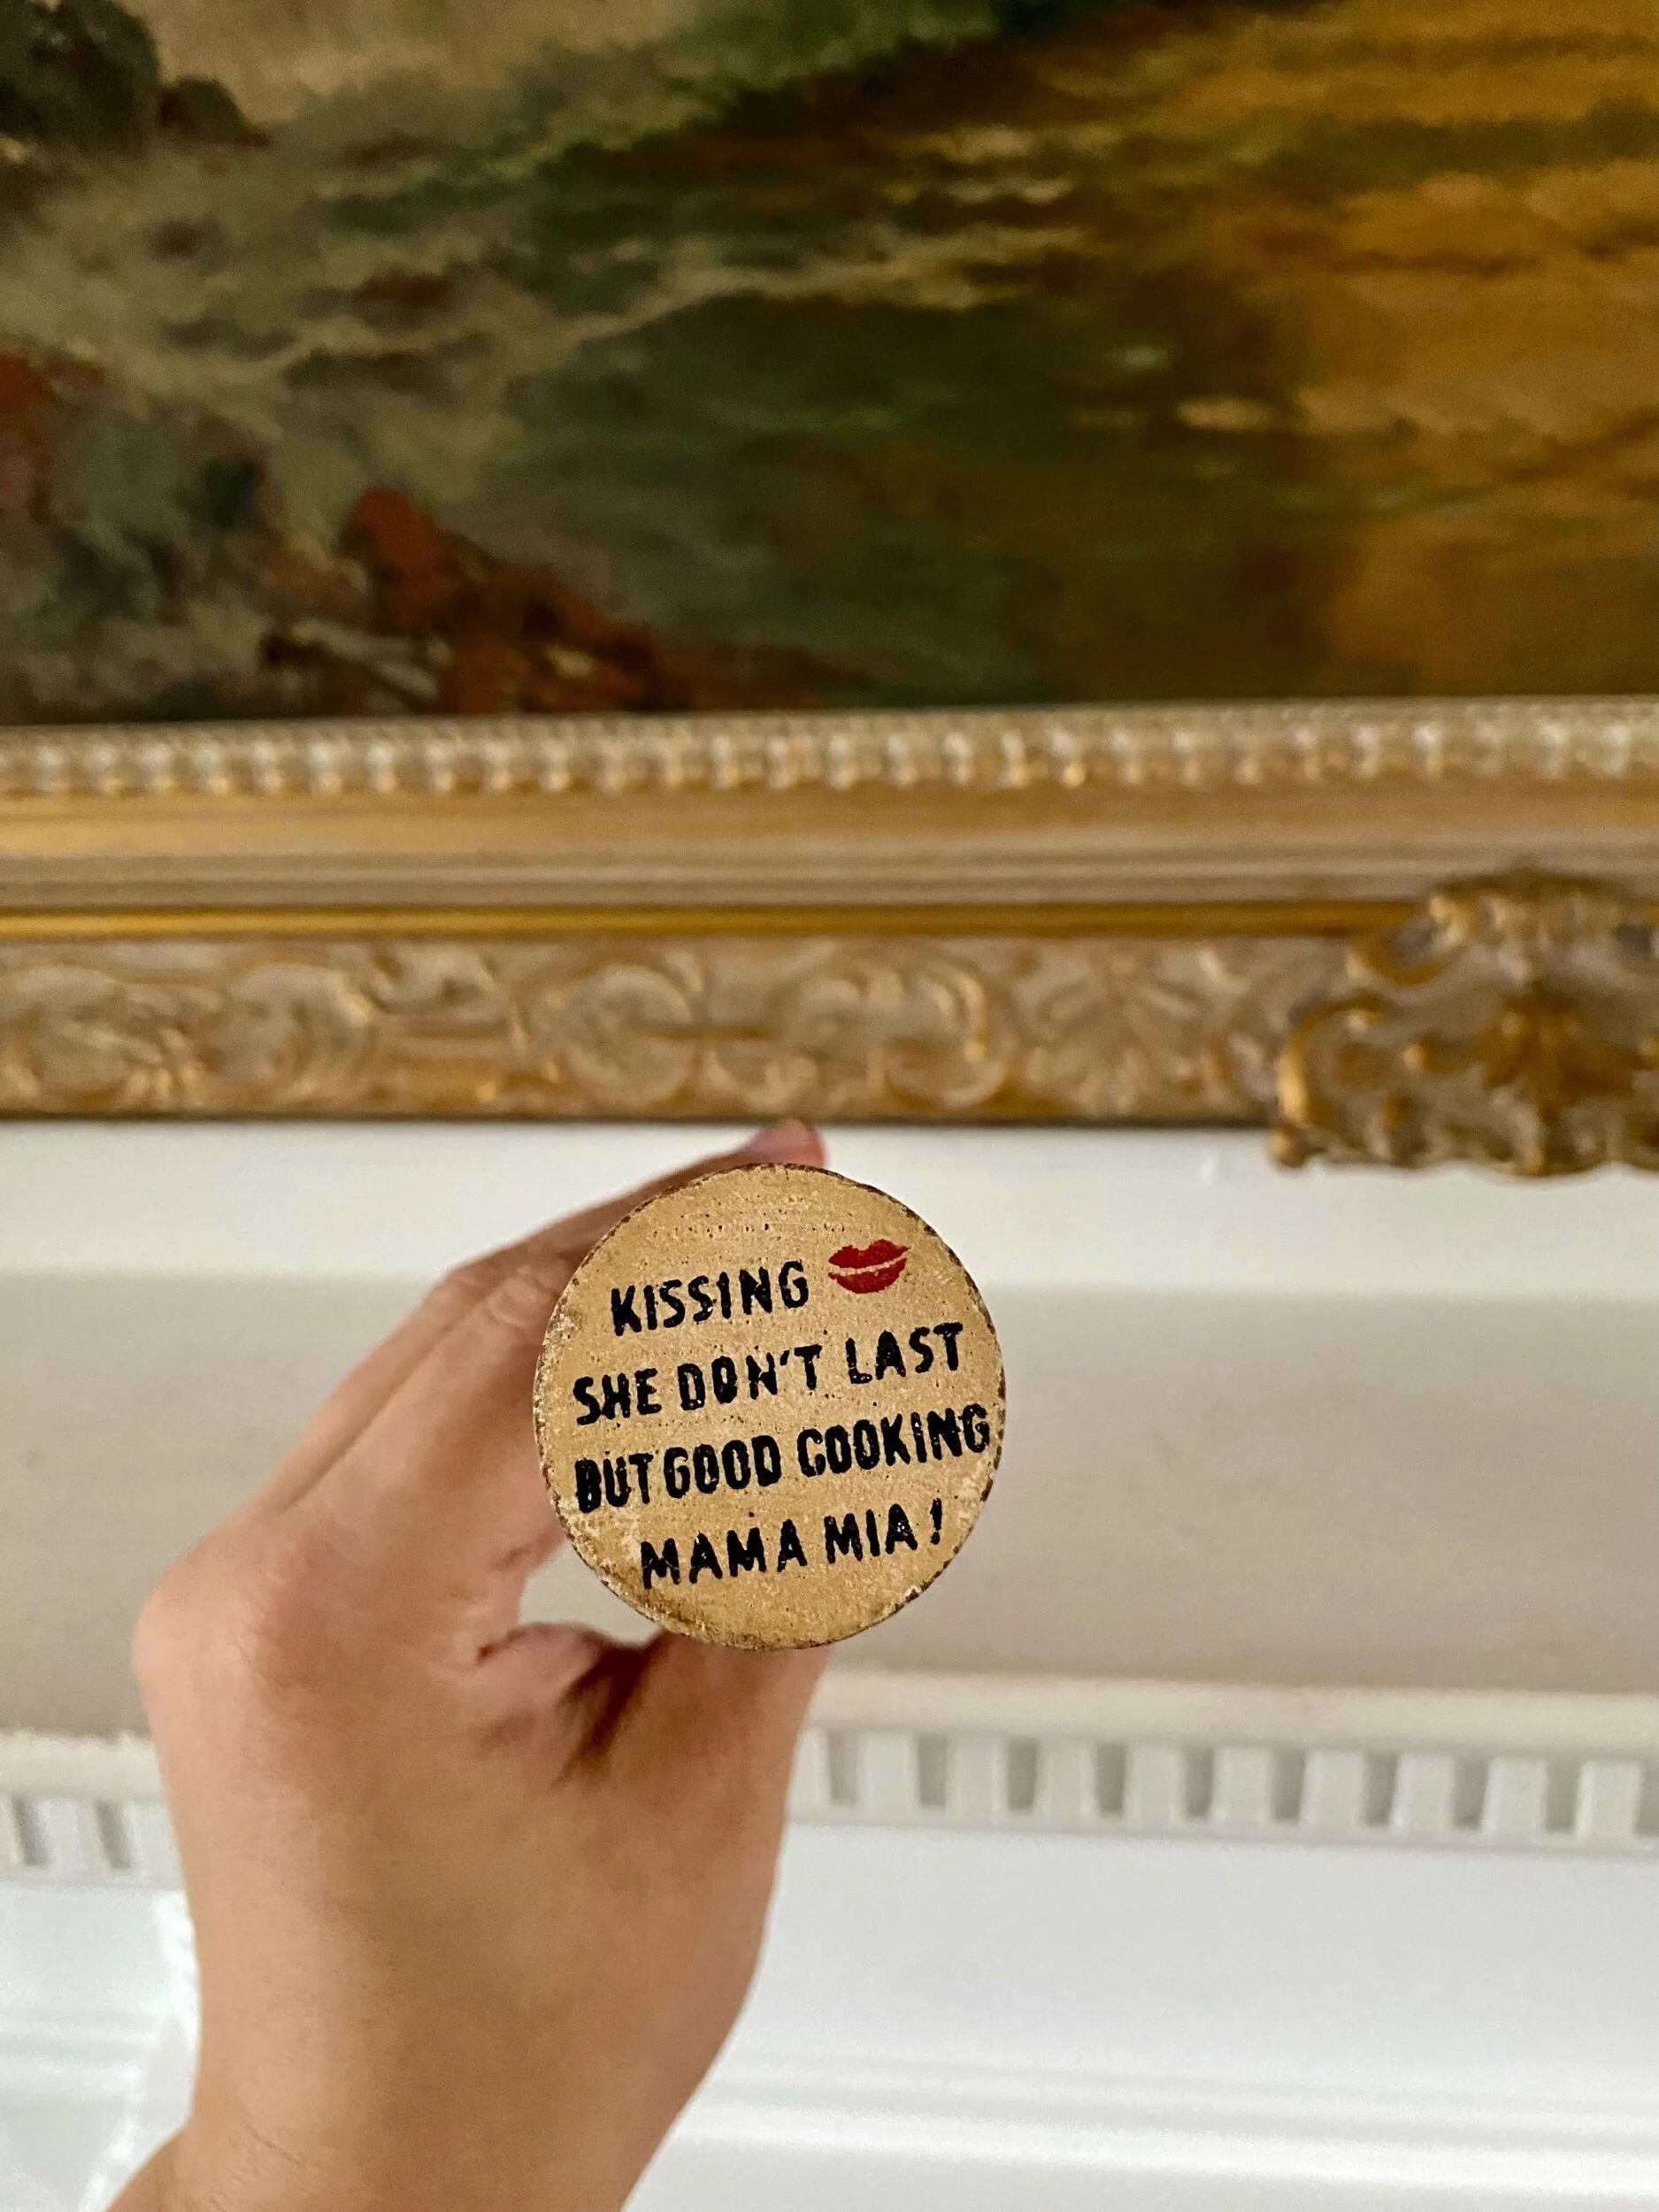 KISSING
SHE DON'T LAST
BUT GOOD COOKING
MAMA MIA!